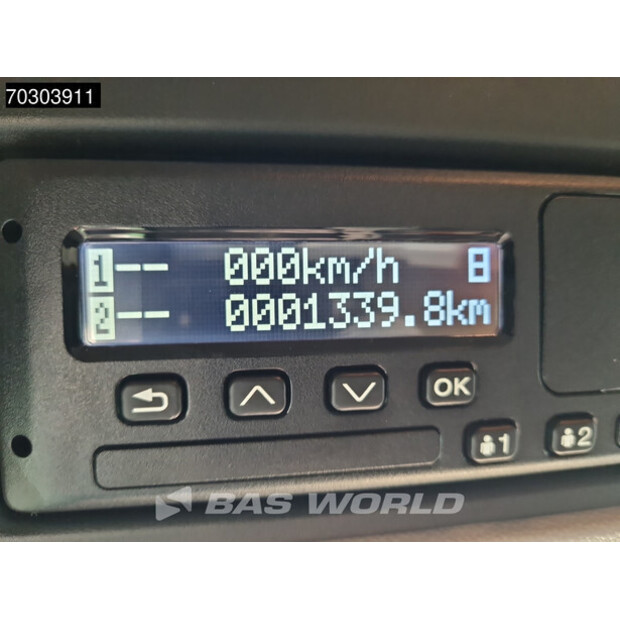 70303911
1-- 000km/h 8
2-- 0001339.8km
OK
1
2
BAS WORLD